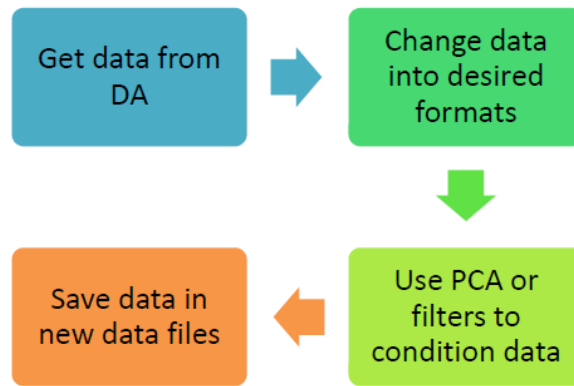 Get data from
DA
Change data
into desired
formats
Use PCA or
filters to
condition data
Save data in
new data files